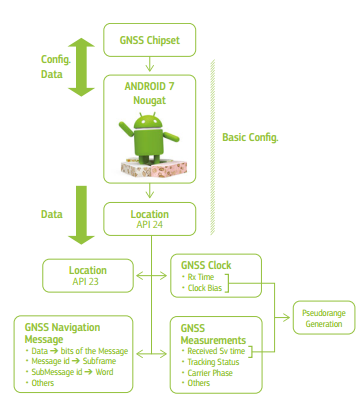 GNSS Chipset
Config.
Data
ANDROID 7
Nougat
Basic Config.
Data
Location
API 24
Location
API 23
GNSS Clock
• Rx Time
• Clock Bias
Pseudorange
Generation
GNSS Navigation
Message
• Data ➔ bits of the Message
• Message id ➔ Subframe
• SubMessage id ➔ Word
• Others
GNSS
Measurements
• Received Sv time
• Tracking Status
• Carrier Phase
• Others